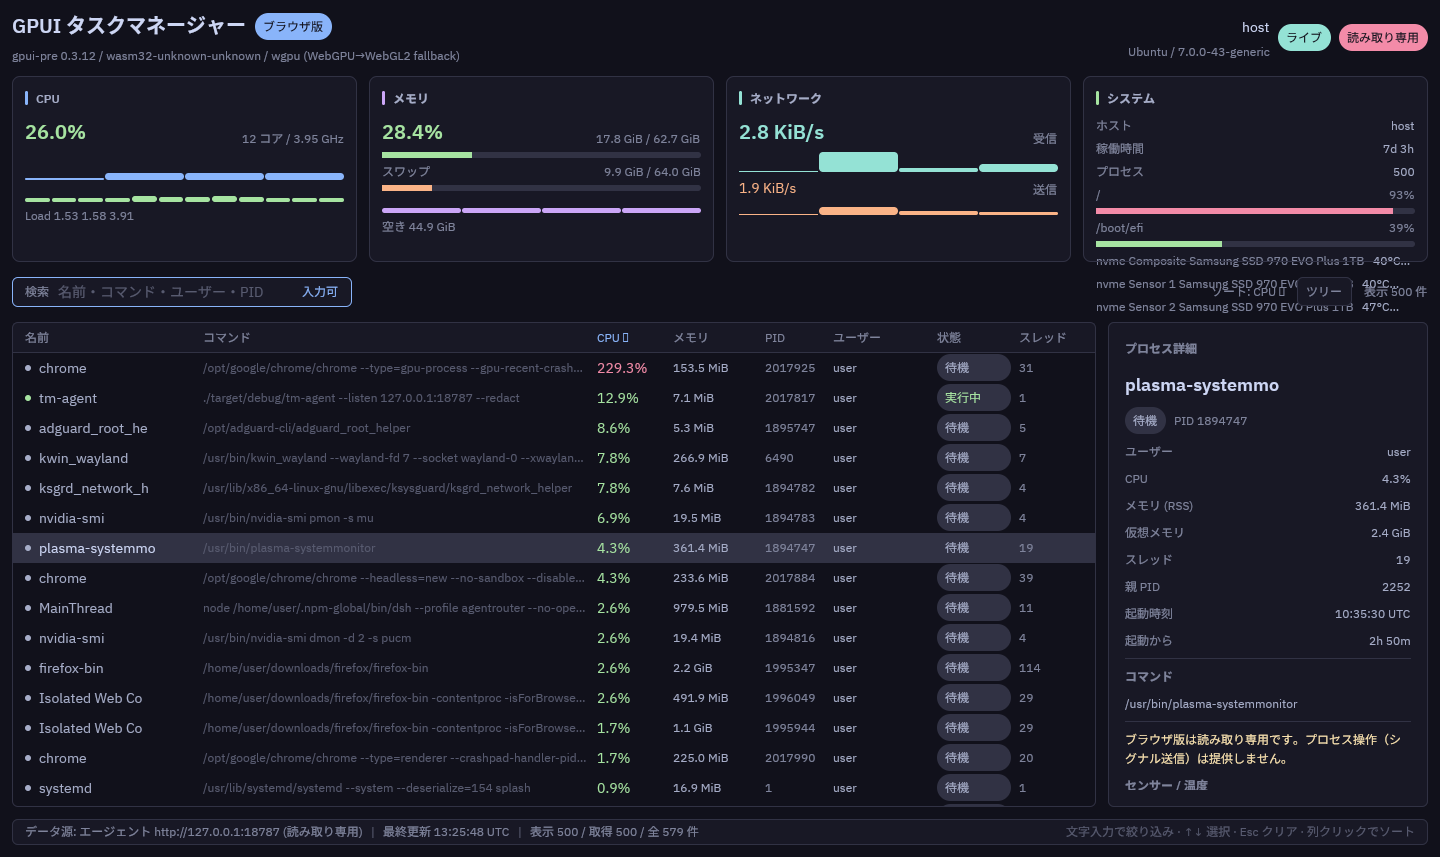 GPUI タスクマネージャー ブラウザ版
gpui-pre 0.3.12 / wasm32-unknown-unknown / wgpu (WebGPU→WebGL2 fallback)
host
Ubuntu / 7.0.0-43-generic
ライブ 読み取り専用
CPU
26.0% 12 コア / 3.95 GHz
Load 1.53 1.58 3.91
メモリ
28.4% 17.8 GiB / 62.7 GiB
スワップ 9.9 GiB / 64.0 GiB
空き 44.9 GiB
ネットワーク
2.8 KiB/s 受信
1.9 KiB/s 送信
システム
ホスト host
稼働時間 7d 3h
プロセス 500
/ 93%
/boot/efi 39%
nvme Composite Samsung SSD 970 EVO Plus 1TB 40°C…
nvme Sensor 1 Samsung SSD 970 EVO Plus 1TB 40°C…
nvme Sensor 2 Samsung SSD 970 EVO Plus 1TB 47°C…
検索 名前・コマンド・ユーザー・PID 入力可
ソート: CPU ツリー 表示 500 件
名前 コマンド CPU メモリ PID ユーザー 状態 スレッド
chrome /opt/google/chrome/chrome --type=gpu-process --gpu-recent-crash… 229.3% 153.5 MiB 2017925 user 待機 31
tm-agent ./target/debug/tm-agent --listen 127.0.0.1:18787 --redact 12.9% 7.1 MiB 2017817 user 実行中 1
adguard_root_he /opt/adguard-cli/adguard_root_helper 8.6% 5.3 MiB 1895747 user 待機 5
kwin_wayland /usr/bin/kwin_wayland --wayland-fd 7 --socket wayland-0 --xwaylan… 7.8% 266.9 MiB 6490 user 待機 7
ksgrd_network_h /usr/lib/x86_64-linux-gnu/libexec/ksysguard/ksgrd_network_helper 7.8% 7.6 MiB 1894782 user 待機 4
nvidia-smi /usr/bin/nvidia-smi pmon -s mu 6.9% 19.5 MiB 1894783 user 待機 4
plasma-systemmo /usr/bin/plasma-systemmonitor 4.3% 361.4 MiB 1894747 user 待機 19
chrome /opt/google/chrome/chrome --headless=new --no-sandbox --disable… 4.3% 233.6 MiB 2017884 user 待機 39
MainThread node /home/user/.npm-global/bin/dsh --profile agentrouter --no-ope… 2.6% 979.5 MiB 1881592 user 待機 11
nvidia-smi /usr/bin/nvidia-smi dmon -d 2 -s pucm 2.6% 19.4 MiB 1894816 user 待機 4
firefox-bin /home/user/downloads/firefox/firefox-bin 2.6% 2.2 GiB 1995347 user 待機 114
Isolated Web Co /home/user/downloads/firefox/firefox-bin -contentproc -isForBrowse… 2.6% 491.9 MiB 1996049 user 待機 29
Isolated Web Co /home/user/downloads/firefox/firefox-bin -contentproc -isForBrowse… 1.7% 1.1 GiB 1995944 user 待機 29
chrome /opt/google/chrome/chrome --type=renderer --crashpad-handler-pid… 1.7% 225.0 MiB 2017990 user 待機 20
systemd /usr/lib/systemd/systemd --system --deserialize=154 splash 0.9% 16.9 MiB 1 user 待機 1
プロセス詳細
plasma-systemmo
待機 PID 1894747
ユーザー user
CPU 4.3%
メモリ (RSS) 361.4 MiB
仮想メモリ 2.4 GiB
スレッド 19
親 PID 2252
起動時刻 10:35:30 UTC
起動から 2h 50m
コマンド
/usr/bin/plasma-systemmonitor
ブラウザ版は読み取り専用です。プロセス操作（シ
グナル送信）は提供しません。
センサー / 温度
データ源: エージェント http://127.0.0.1:18787 (読み取り専用) | 最終更新 13:25:48 UTC | 表示 500 / 取得 500 / 全 579 件
文字入力で絞り込み · ↑↓ 選択 · Esc クリア · 列クリックでソート